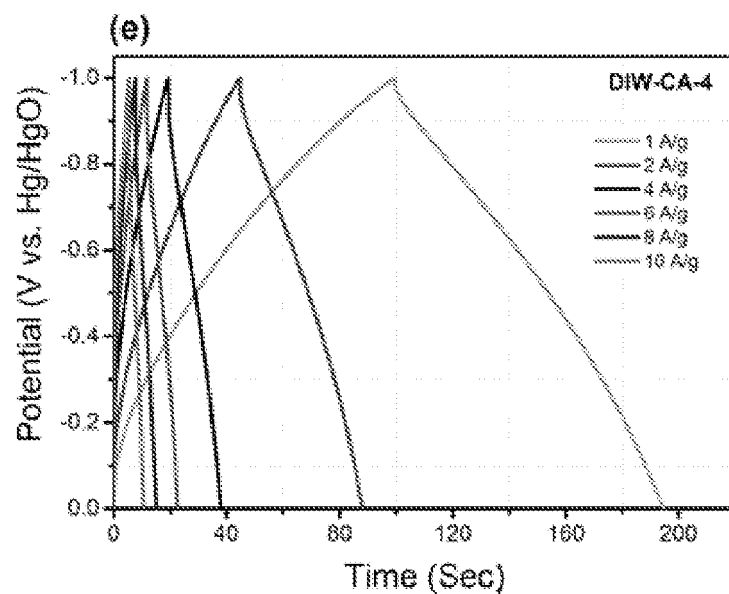 (e)
DIW-CA-4
1 A/g
2 A/g
4 A/g
6 A/g
8 A/g
10 A/g
Potential (V vs. Hg/HgO)
-1.0
-0.8
-0.6
-0.4
-0.2
0.0
0
40
80
120
160
200
Time (Sec)